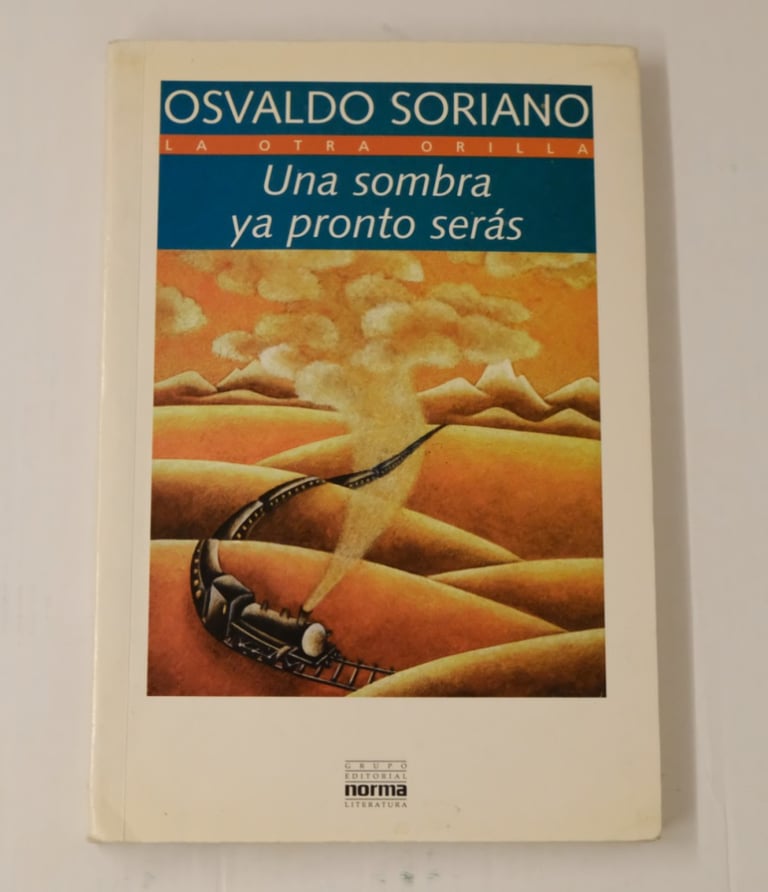 OSVALDO SORIANO
LA OTRA ORILLA
Una sombra
ya pronto serás
GRUPO
EDITORIAL
norma
LITERATURA